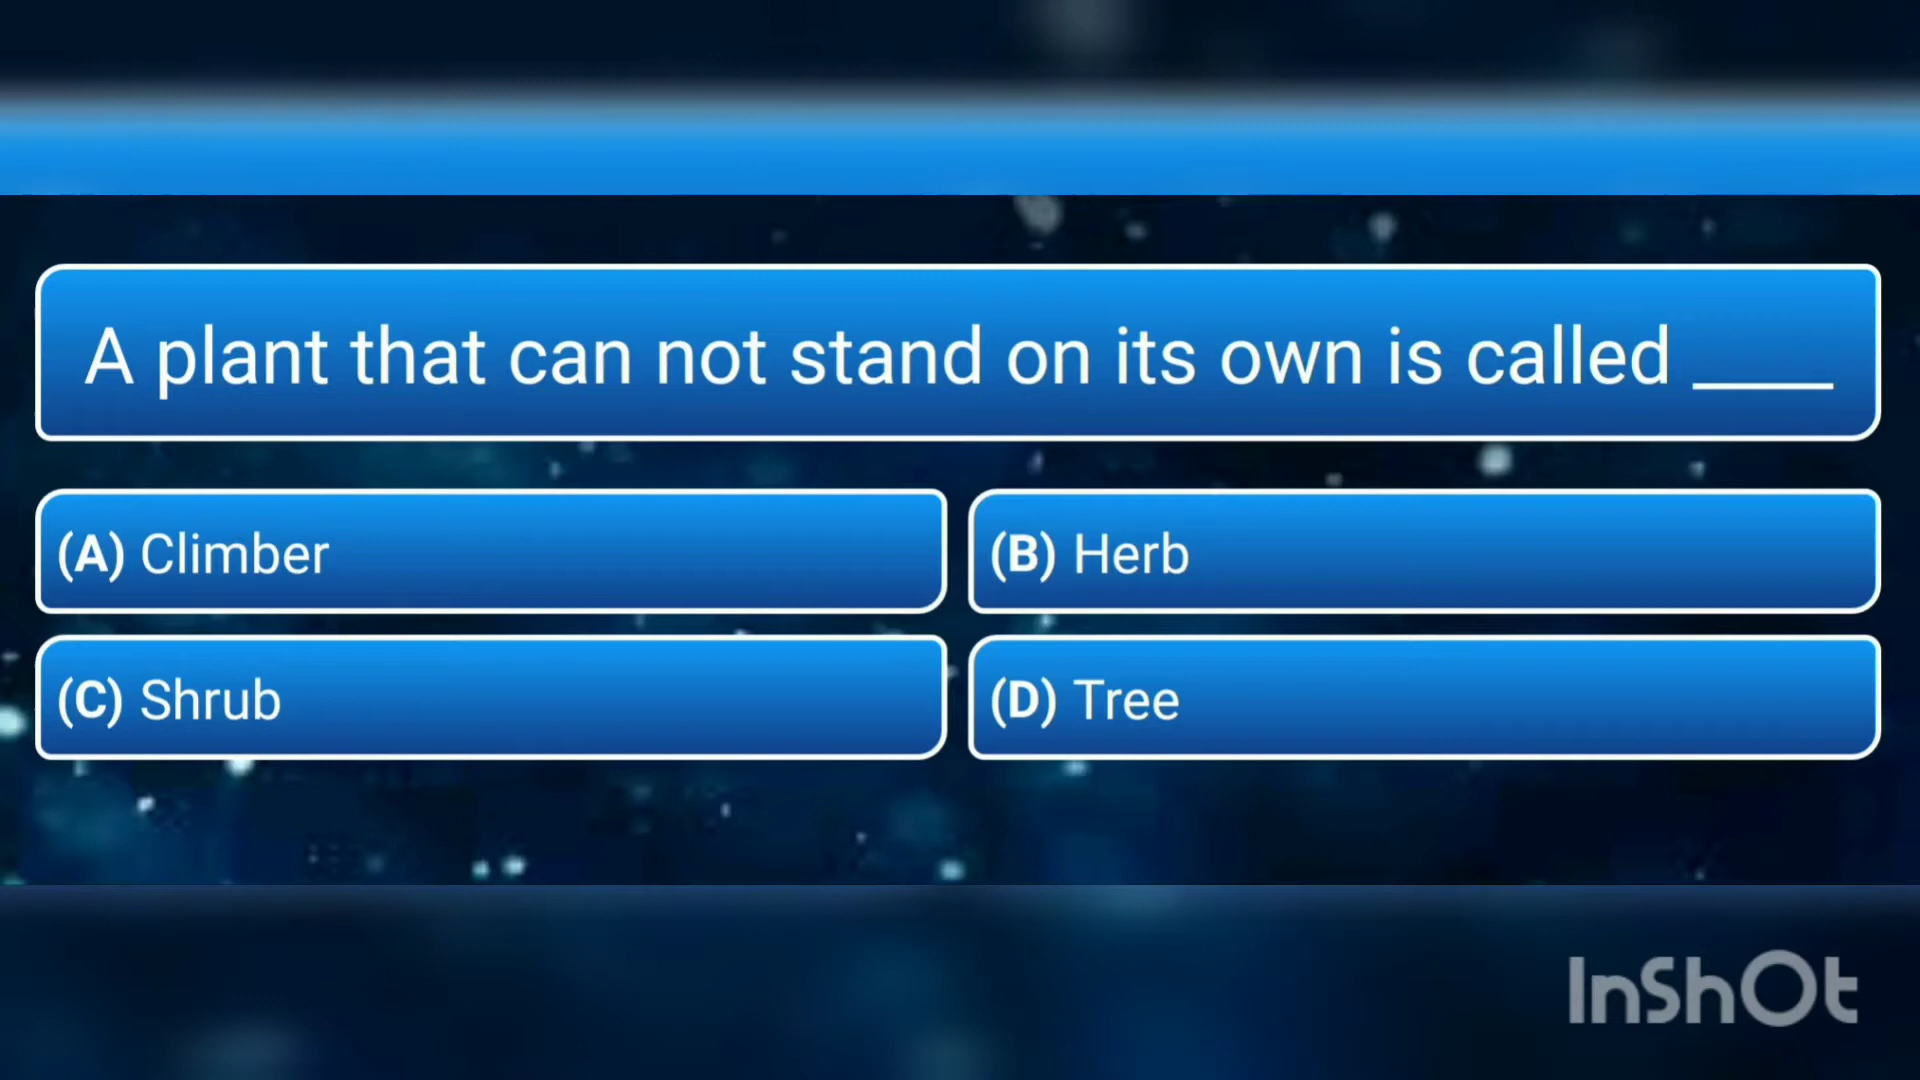 A plant that can not stand on its own is called ____
(A) Climber
(B) Herb
(C) Shrub
(D) Tree
InShOt